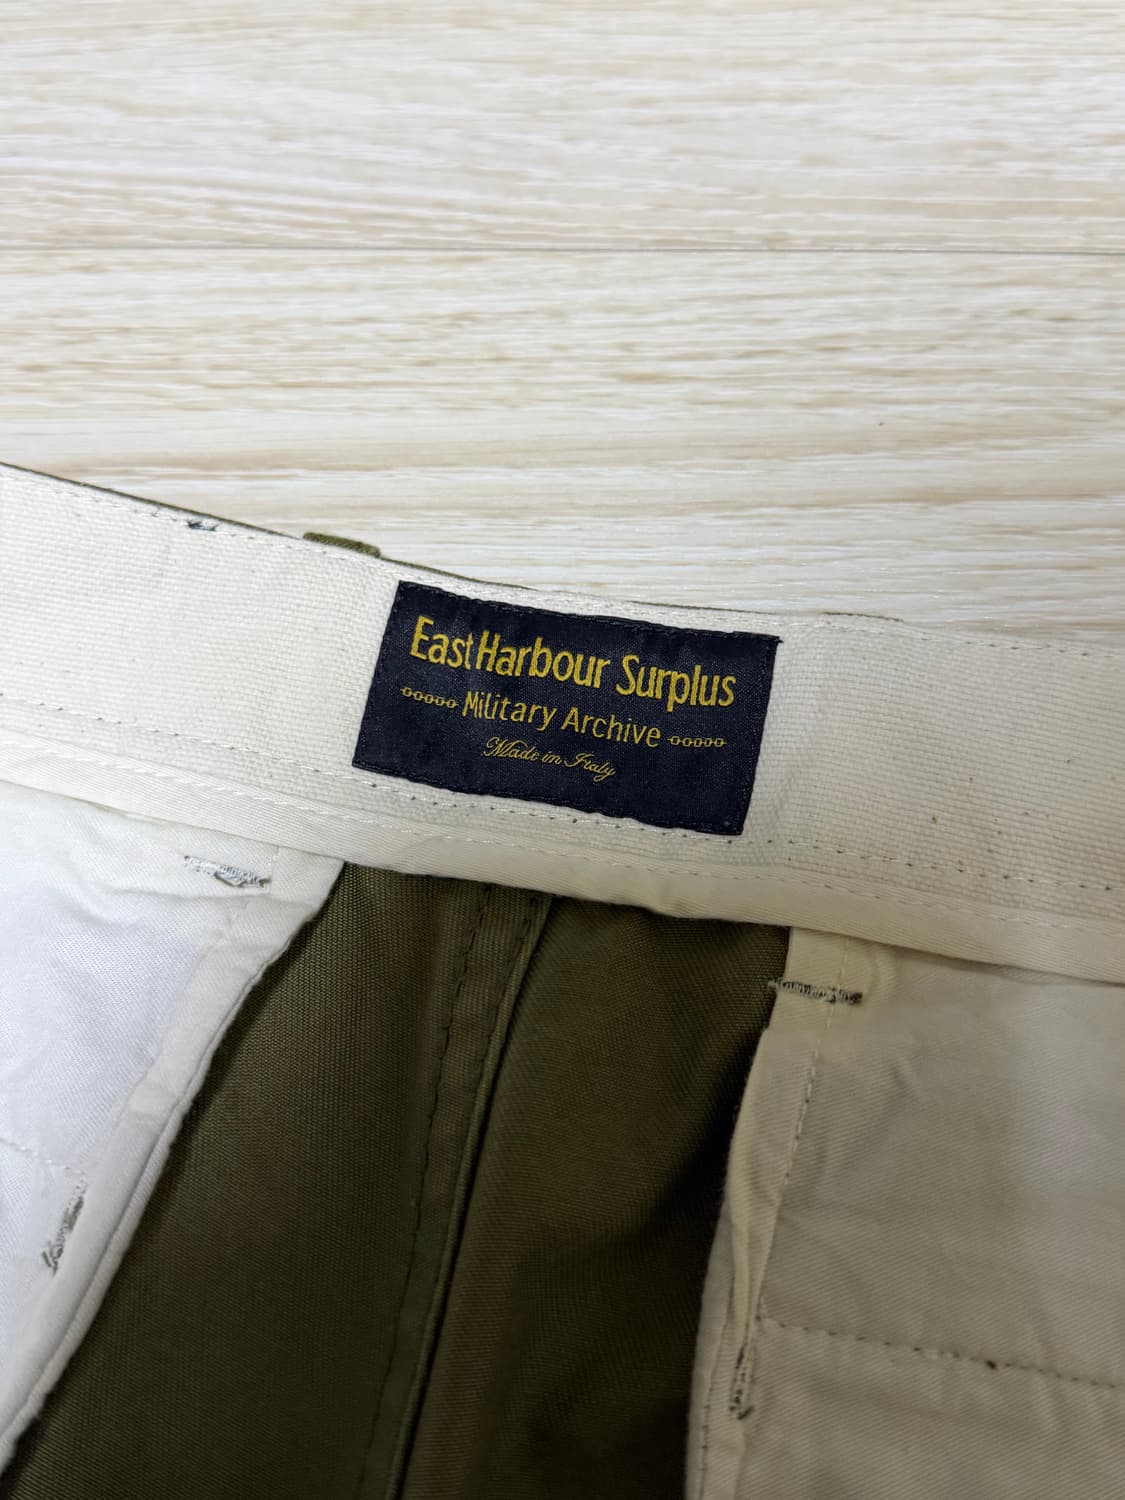 East Harbour Surplus
Military Archive
Made in Italy